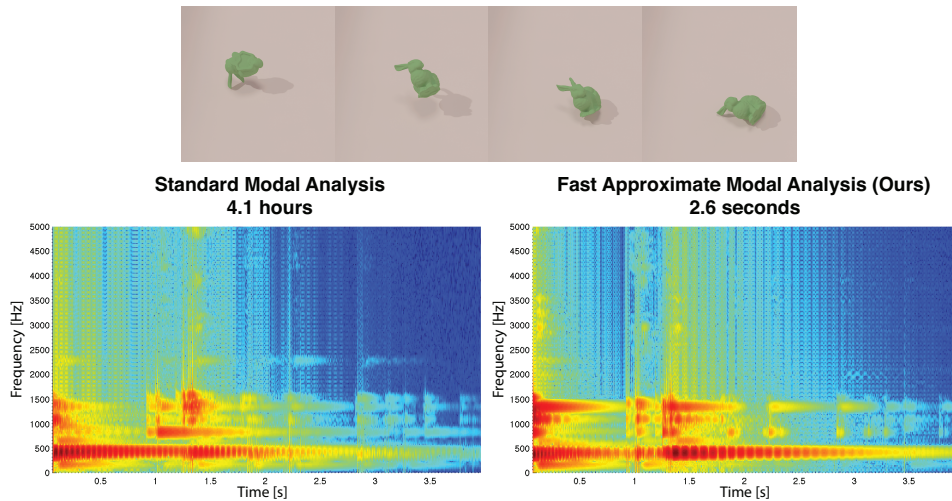 Standard Modal Analysis
4.1 hours
Fast Approximate Modal Analysis (Ours)
2.6 seconds
Frequency [Hz]
5000
4500
4000
3500
3000
2500
2000
1500
1000
500
0
0.5 1 1.5 2 2.5 3 3.5
Time [s]
Frequency [Hz]
5000
4500
4000
3500
3000
2500
2000
1500
1000
500
0
0.5 1 1.5 2 2.5 3 3.5
Time [s]